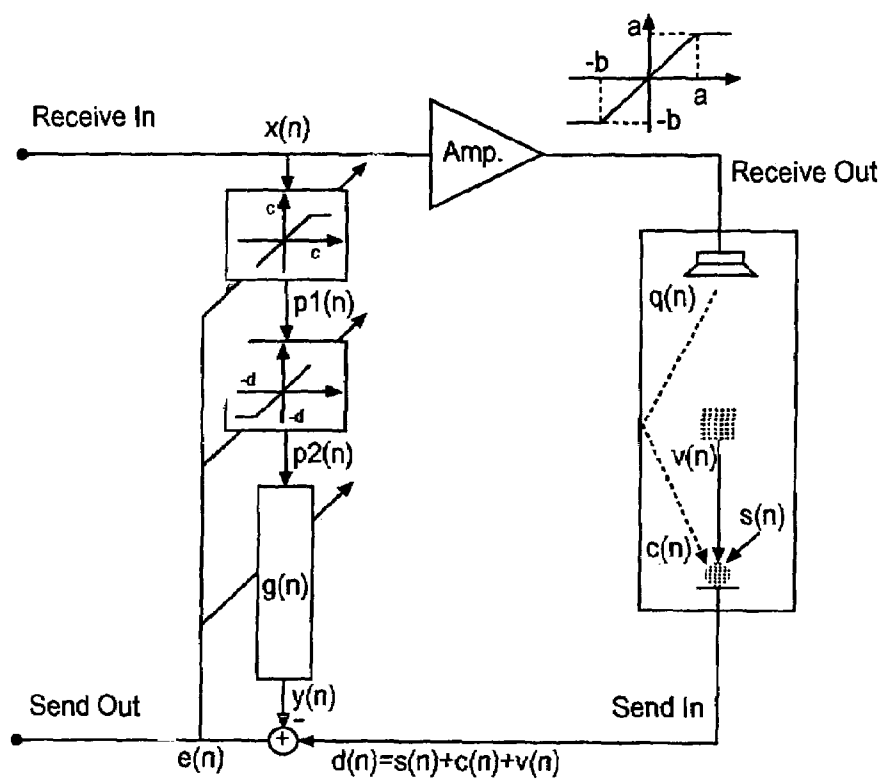 a
-b
a
-b
Receive In
x(n)
Amp.
Receive Out
c
c
q(n)
p1(n)
-d
-d
p2(n)
v(n)
s(n)
c(n)
g(n)
y(n)
-
Send Out
Send In
+
e(n)
d(n)=s(n)+c(n)+v(n)